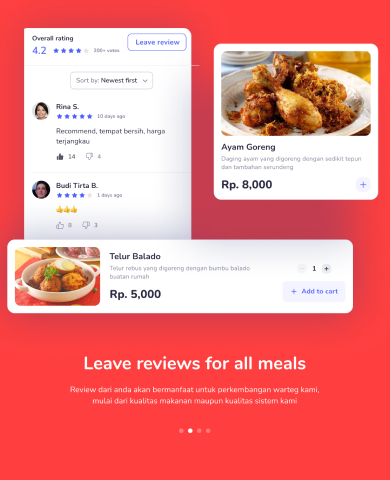 Overall rating
4.2
200+ votes
Leave review
Sort by: Newest first
Rina S.
10 days ago
Recommend, tempat bersih, harga
terjangkau
14
4
Budi Tirta B.
1 days ago
👍👍👍
8
3
Ayam Goreng
Daging ayam yang digoreng dengan sedikit tepun
dan tambahan serundeng
Rp. 8,000
+
Telur Balado
Telur rebus yang digoreng dengan bumbu balado
buatan rumah
Rp. 5,000
− 1 +
+ Add to cart
Leave reviews for all meals
Review dari anda akan bermanfaat untuk perkembangan warteg kami,
mulai dari kualitas makanan maupun kualitas sistem kami